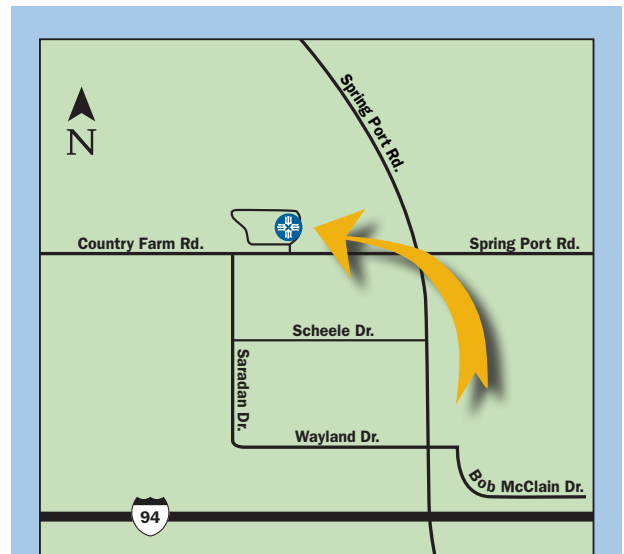 Spring Port Rd.
N
Country Farm Rd.
Spring Port Rd.
Scheele Dr.
Saradan Dr.
Wayland Dr.
Bob McClain Dr.
94